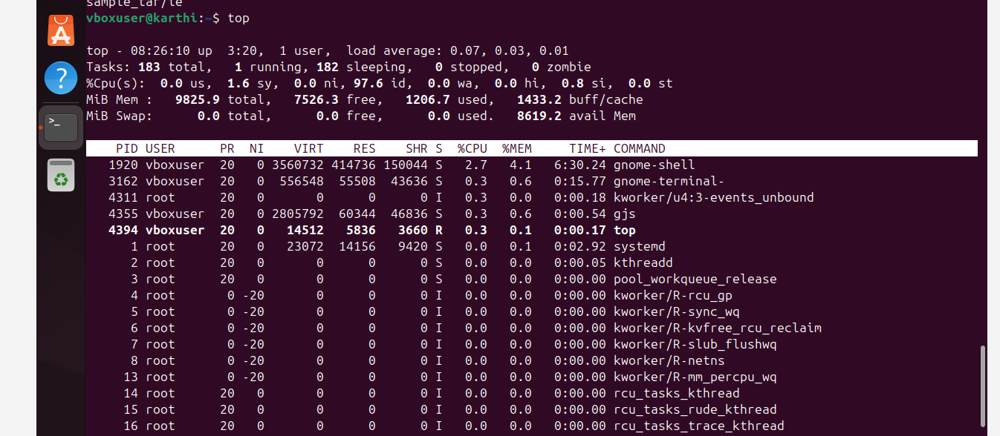 sample_tar/le
vboxuser@karthi:~$ top
top - 08:26:10 up  3:20,  1 user,  load average: 0.07, 0.03, 0.01
Tasks: 183 total,   1 running, 182 sleeping,   0 stopped,   0 zombie
%Cpu(s):  0.0 us,  1.6 sy,  0.0 ni, 97.6 id,  0.0 wa,  0.0 hi,  0.8 si,  0.0 st
MiB Mem :   9825.9 total,   7526.3 free,   1206.7 used,   1433.2 buff/cache
MiB Swap:      0.0 total,      0.0 free,      0.0 used.   8619.2 avail Mem
    PID USER      PR  NI    VIRT    RES    SHR S  %CPU  %MEM     TIME+ COMMAND
   1920 vboxuser  20   0 3560732 414736 150044 S   2.7   4.1   6:30.24 gnome-shell
   3162 vboxuser  20   0  556548  55508  43636 S   0.3   0.6   0:15.77 gnome-terminal-
   4311 root      20   0       0      0      0 I   0.3   0.0   0:00.18 kworker/u4:3-events_unbound
   4355 vboxuser  20   0 2805792  60344  46836 S   0.3   0.6   0:00.54 gjs
   4394 vboxuser  20   0   14512   5836   3660 R   0.3   0.1   0:00.17 top
      1 root      20   0   23072  14156   9420 S   0.0   0.1   0:02.92 systemd
      2 root      20   0       0      0      0 S   0.0   0.0   0:00.05 kthreadd
      3 root      20   0       0      0      0 S   0.0   0.0   0:00.00 pool_workqueue_release
      4 root       0 -20       0      0      0 I   0.0   0.0   0:00.00 kworker/R-rcu_gp
      5 root       0 -20       0      0      0 I   0.0   0.0   0:00.00 kworker/R-sync_wq
      6 root       0 -20       0      0      0 I   0.0   0.0   0:00.00 kworker/R-kvfree_rcu_reclaim
      7 root       0 -20       0      0      0 I   0.0   0.0   0:00.00 kworker/R-slub_flushwq
      8 root       0 -20       0      0      0 I   0.0   0.0   0:00.00 kworker/R-netns
     13 root       0 -20       0      0      0 I   0.0   0.0   0:00.00 kworker/R-mm_percpu_wq
     14 root      20   0       0      0      0 I   0.0   0.0   0:00.00 rcu_tasks_kthread
     15 root      20   0       0      0      0 I   0.0   0.0   0:00.00 rcu_tasks_rude_kthread
     16 root      20   0       0      0      0 I   0.0   0.0   0:00.00 rcu_tasks_trace_kthread